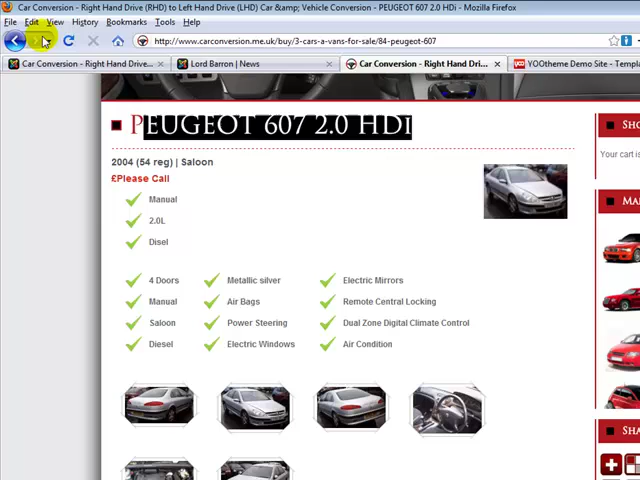 Car Conversion - Right Hand Drive (RHD) to Left Hand Drive (LHD) Car &amp; Vehicle Conversion - PEUGEOT 607 2.0 HDi - Mozilla Firefox
File Edit View History Bookmarks Tools Help
http://www.carconversion.me.uk/buy/3-cars-a-vans-for-sale/84-peugeot-607
Car Conversion - Right Hand Drive... Lord Barron | News Car Conversion - Right Hand Dri... YOOtheme Demo Site - Templa
PEUGEOT 607 2.0 HDI
SHO
2004 (54 reg) | Saloon
Your cart is
£Please Call
Manual
MA
2.0L
Disel
4 Doors Metallic silver Electric Mirrors
Manual Air Bags Remote Central Locking
Saloon Power Steering Dual Zone Digital Climate Control
Diesel Electric Windows Air Condition
SHA